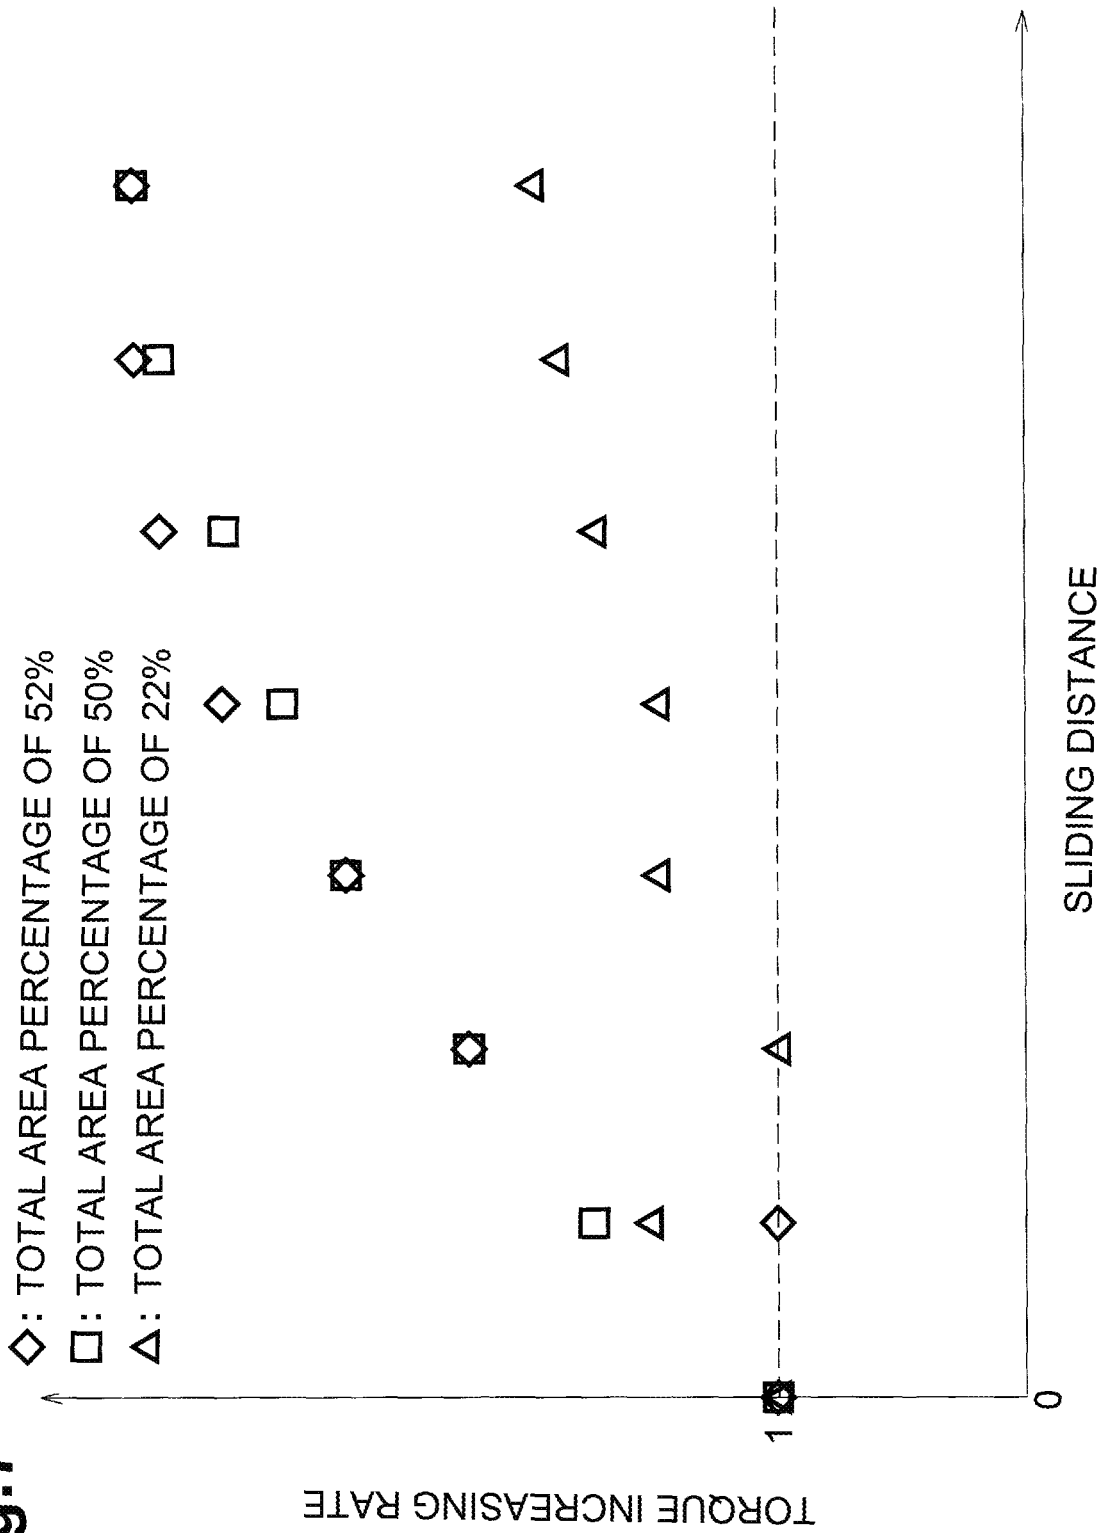 ◇: TOTAL AREA PERCENTAGE OF 52%
□: TOTAL AREA PERCENTAGE OF 50%
△: TOTAL AREA PERCENTAGE OF 22%
TORQUE INCREASING RATE
1
0
SLIDING DISTANCE